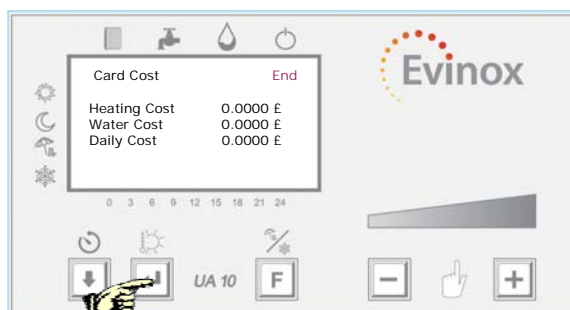 Evinox
Card Cost End
Heating Cost 0.0000 £
Water Cost 0.0000 £
Daily Cost 0.0000 £
0 3 6 9 12 15 18 21 24
UA 10 F − +